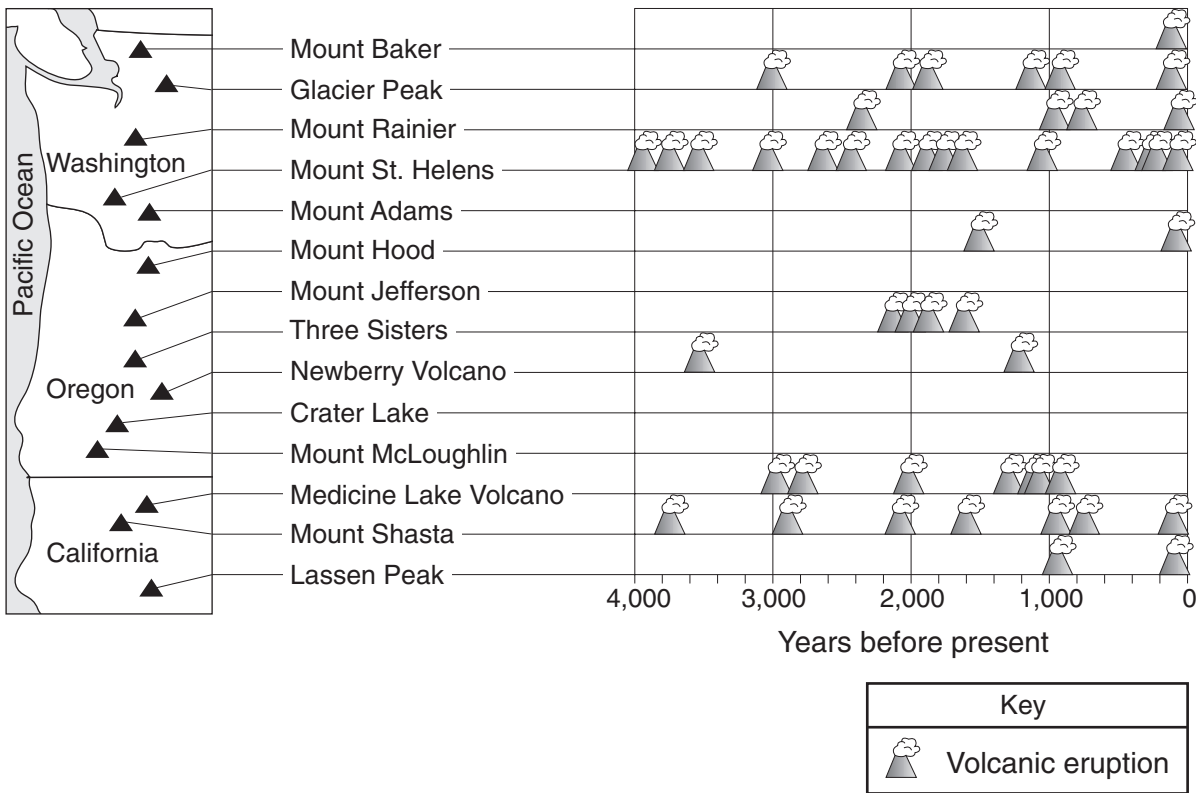 Pacific Ocean
Washington
Oregon
California
Mount Baker
Glacier Peak
Mount Rainier
Mount St. Helens
Mount Adams
Mount Hood
Mount Jefferson
Three Sisters
Newberry Volcano
Crater Lake
Mount McLoughlin
Medicine Lake Volcano
Mount Shasta
Lassen Peak
4,000 3,000 2,000 1,000 0
Years before present
Key
Volcanic eruption